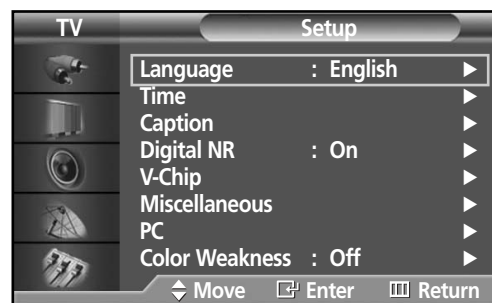 TV Setup
Language : English
Time
Caption
Digital NR : On
V-Chip
Miscellaneous
PC
Color Weakness : Off
Move Enter Return